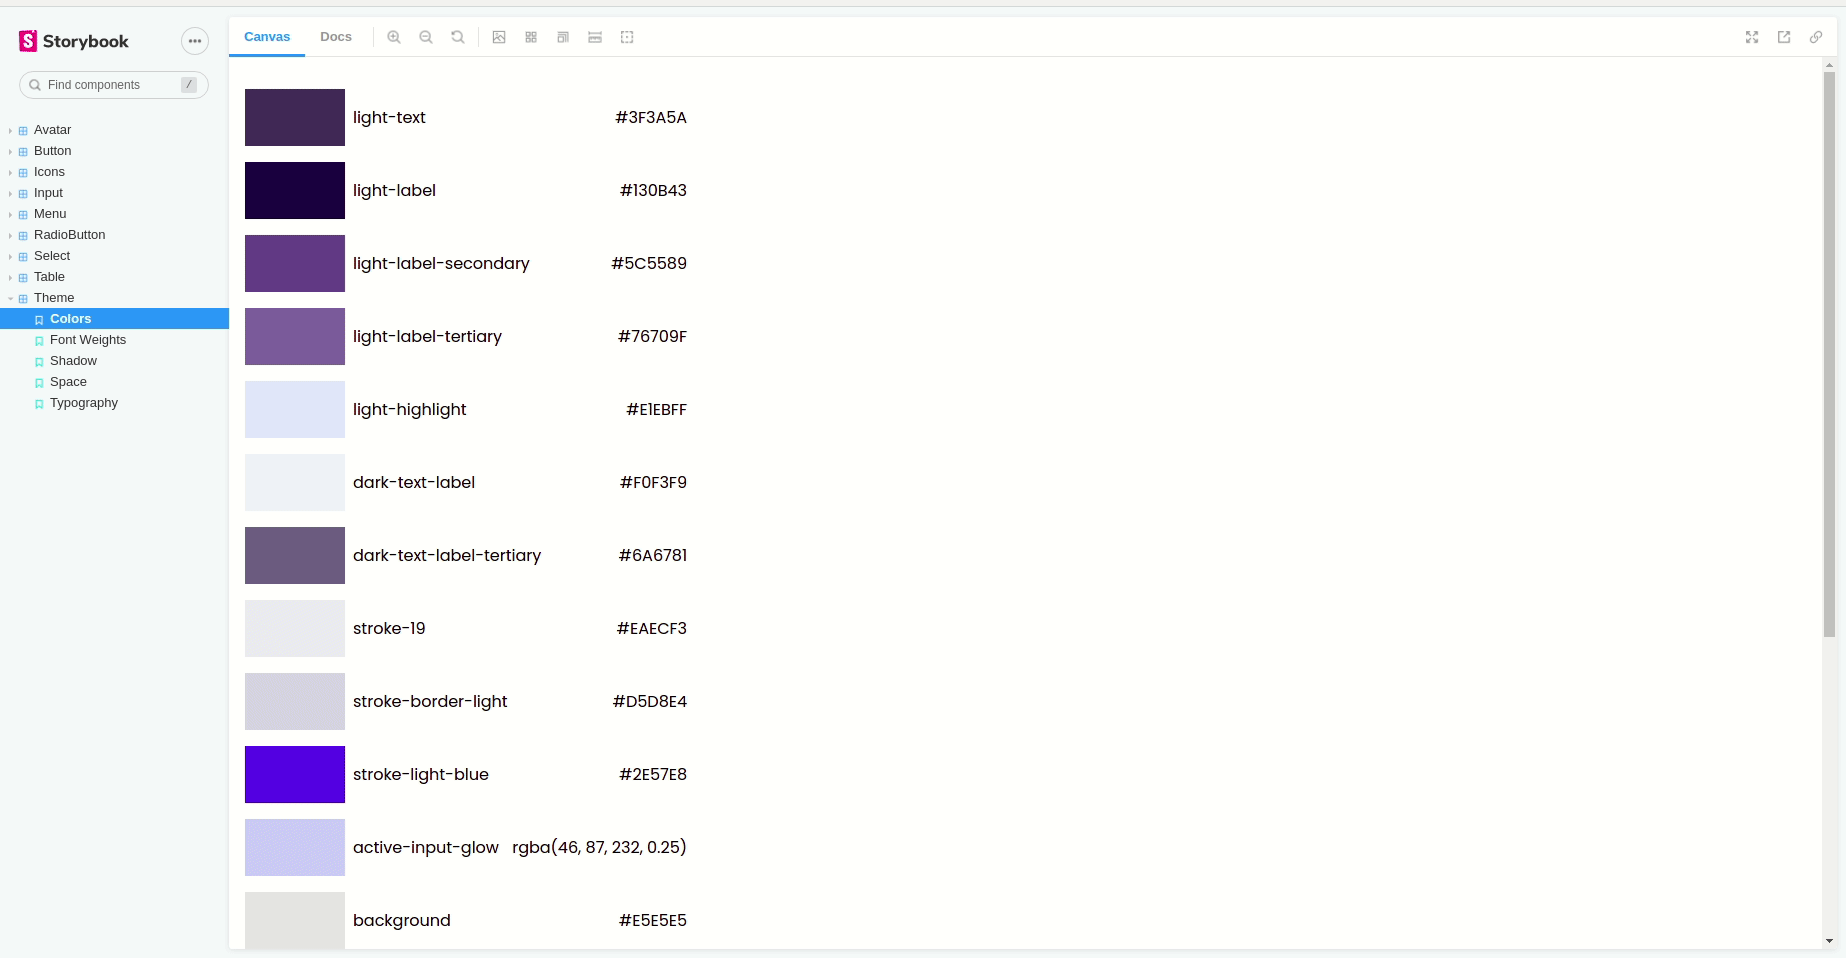 Storybook
Find components /
Avatar
Button
Icons
Input
Menu
RadioButton
Select
Table
Theme
Colors
Font Weights
Shadow
Space
Typography
Canvas Docs
light-text #3F3A5A
light-label #130B43
light-label-secondary #5C5589
light-label-tertiary #76709F
light-highlight #E1EBFF
dark-text-label #F0F3F9
dark-text-label-tertiary #6A6781
stroke-19 #EAECF3
stroke-border-light #D5D8E4
stroke-light-blue #2E57E8
active-input-glow rgba(46, 87, 232, 0.25)
background #E5E5E5